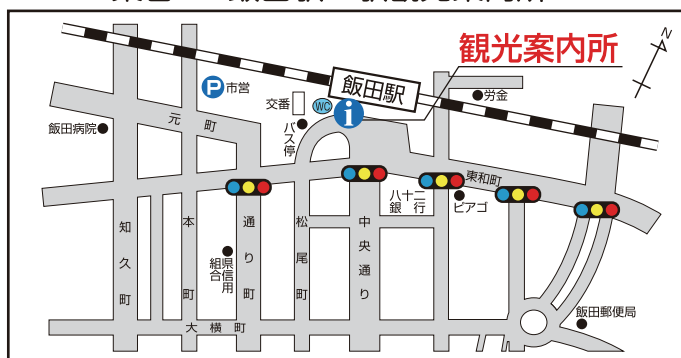 観光案内所
N
飯田駅
P 市営
交番
WC
i
労金
飯田病院
元町
バス停
東和町
八十二
銀行
ピアゴ
知久町
本町
通り町
松尾町
中央通り
県信用
組合
大横町
飯田郵便局